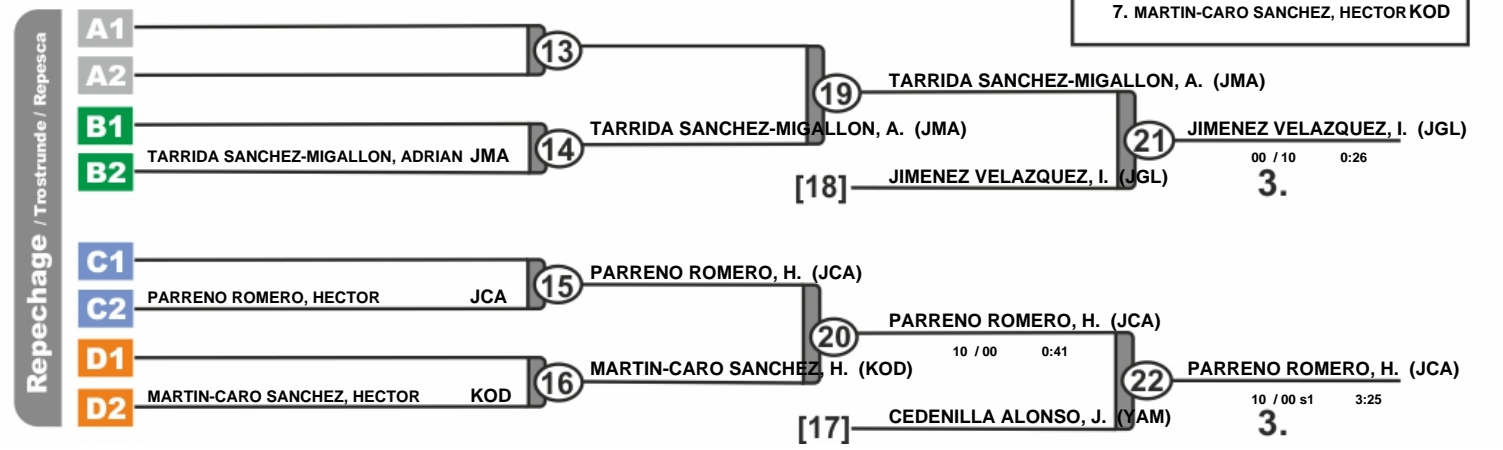 7. MARTIN-CARO SANCHEZ, HECTOR KOD
Repechage / Trostrunde / Repesca
A1
13
A2
19
TARRIDA SANCHEZ-MIGALLON, A. (JMA)
B1
TARRIDA SANCHEZ-MIGALLON, A. (JMA)
21
JIMENEZ VELAZQUEZ, I. (JGL)
TARRIDA SANCHEZ-MIGALLON, ADRIAN JMA
14
00 / 10 0:26
B2
[18]
JIMENEZ VELAZQUEZ, I. (JGL)
3.
C1
15
PARRENO ROMERO, H. (JCA)
C2
PARRENO ROMERO, HECTOR JCA
20
PARRENO ROMERO, H. (JCA)
10 / 00 0:41
D1
16
MARTIN-CARO SANCHEZ, H. (KOD)
22
PARRENO ROMERO, H. (JCA)
D2
MARTIN-CARO SANCHEZ, HECTOR KOD
10 / 00 s1 3:25
[17]
CEDENILLA ALONSO, J. (YAM)
3.